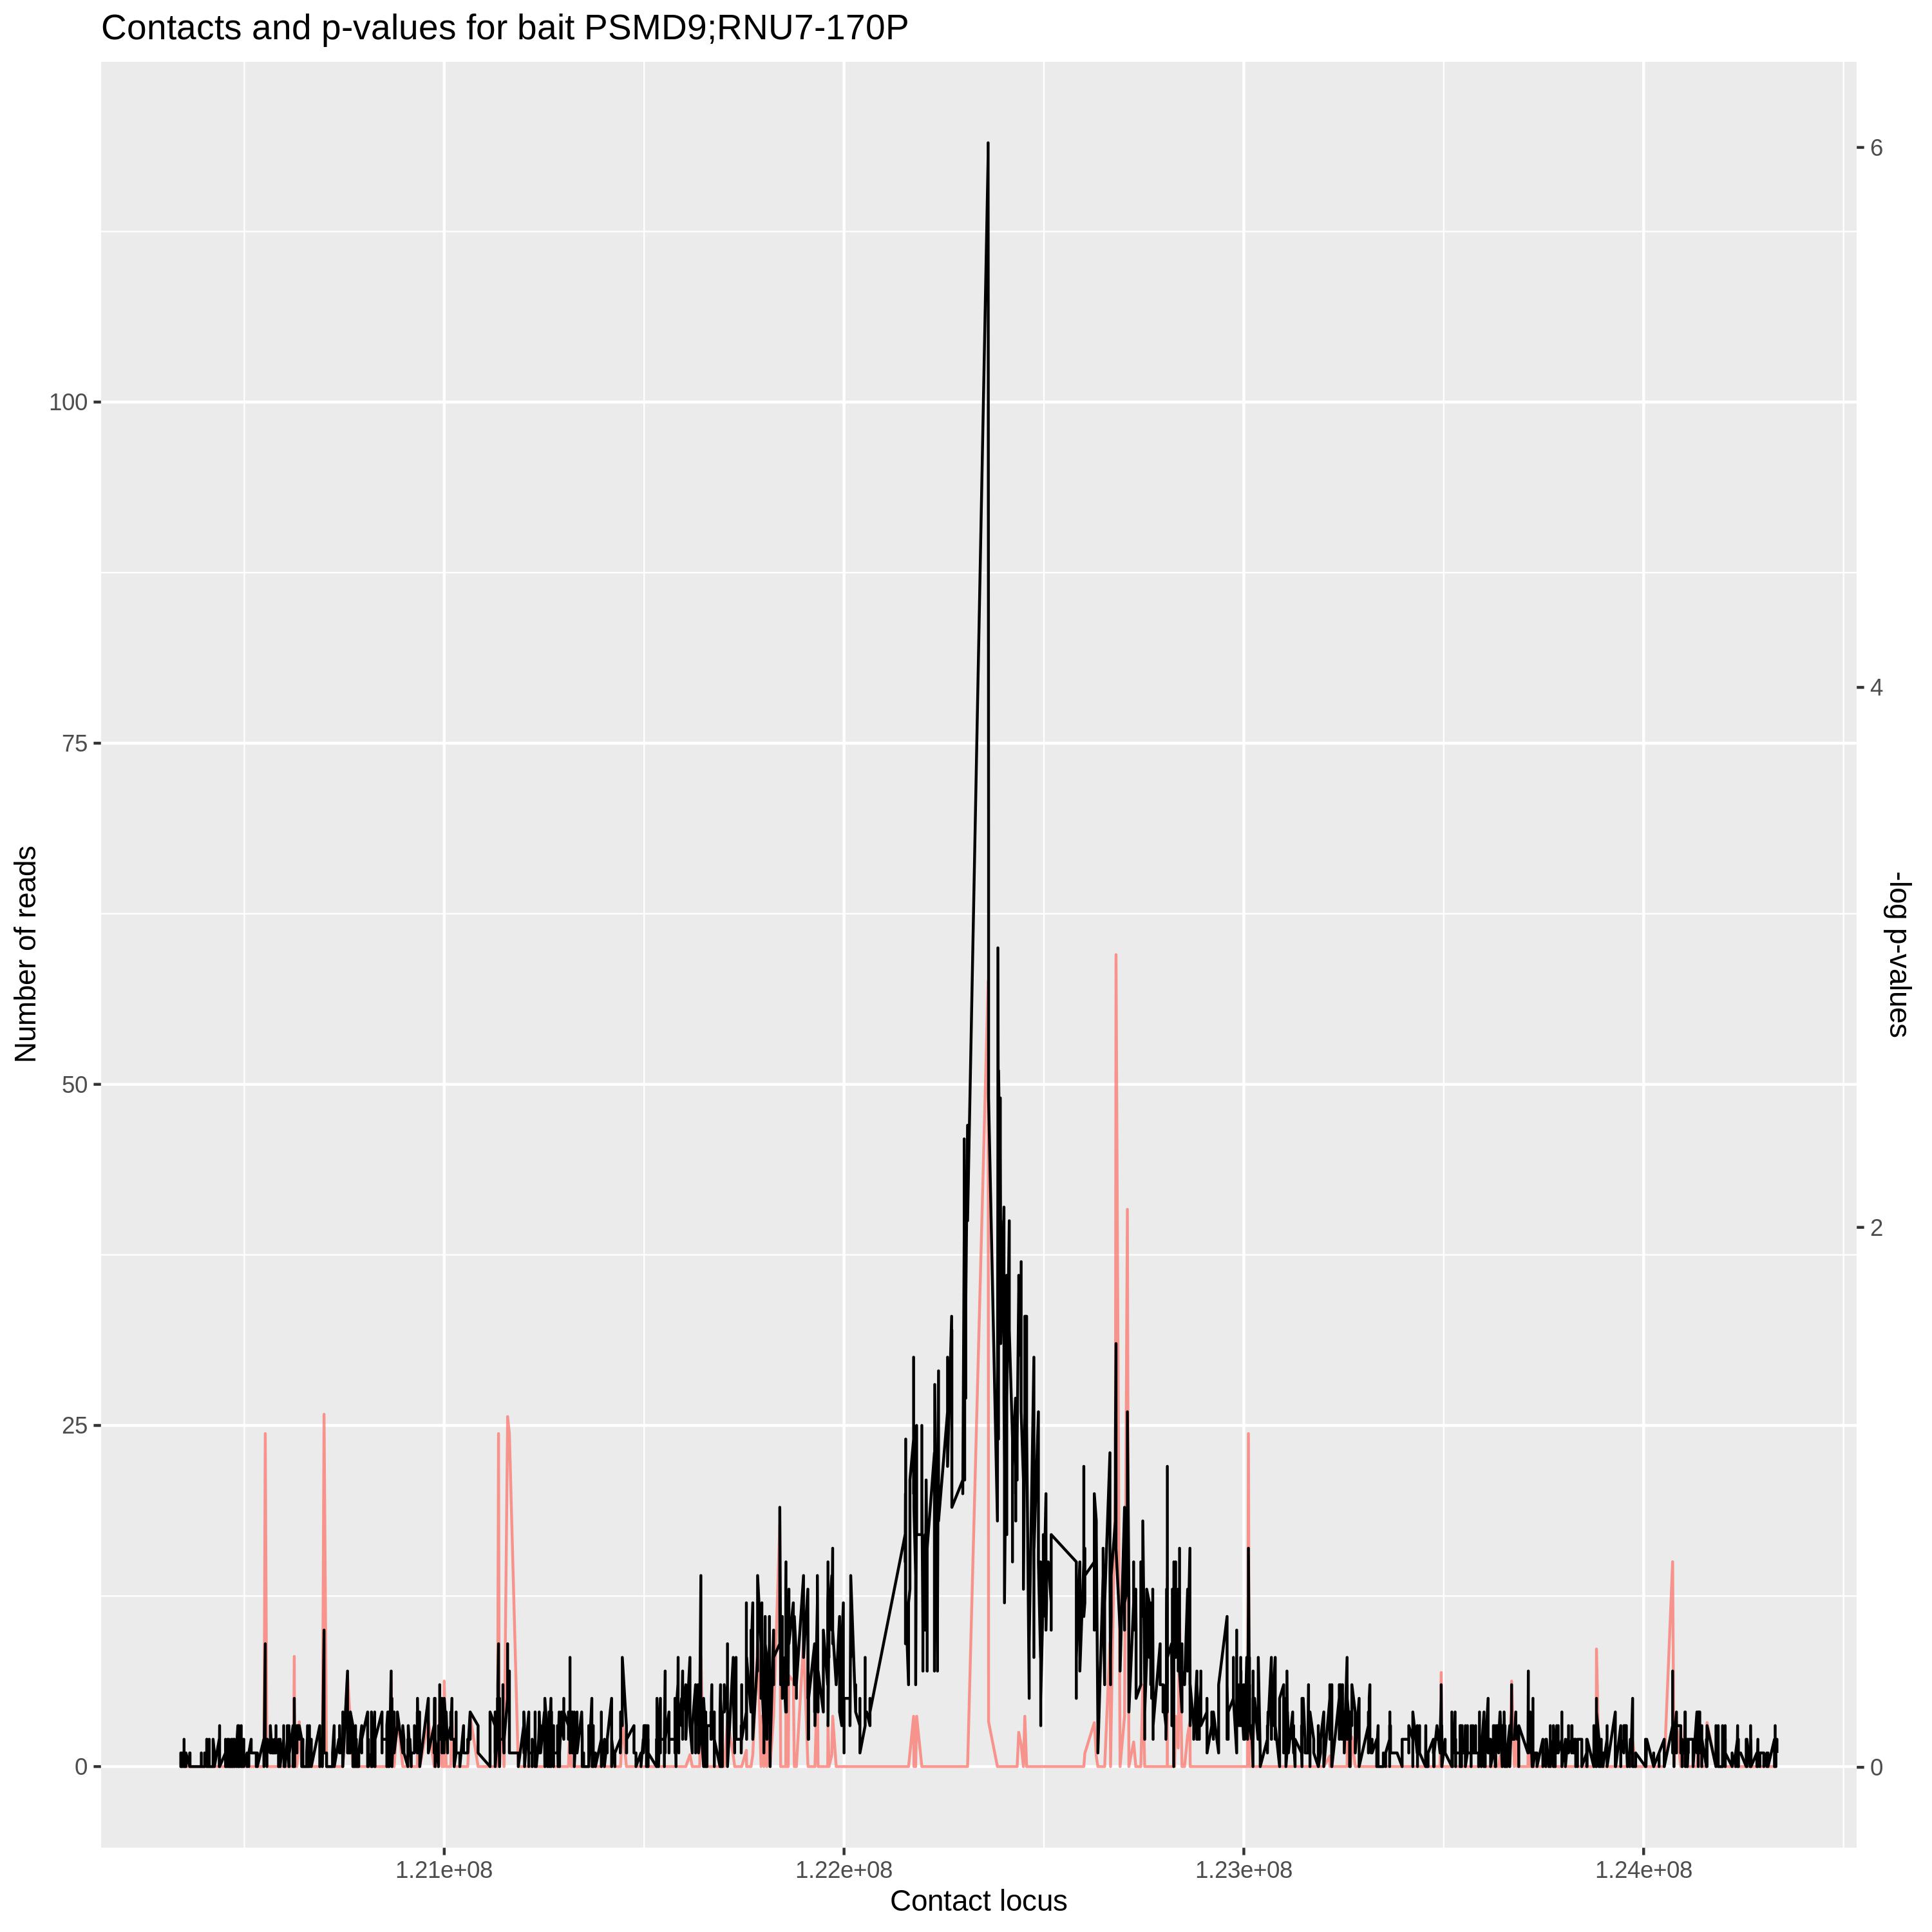 Contacts and p-values for bait PSMD9;RNU7-170P
Number of reads
100
75
50
25
0
6
4
2
0
-log p-values
1.21e+08
1.22e+08
1.23e+08
1.24e+08
Contact locus